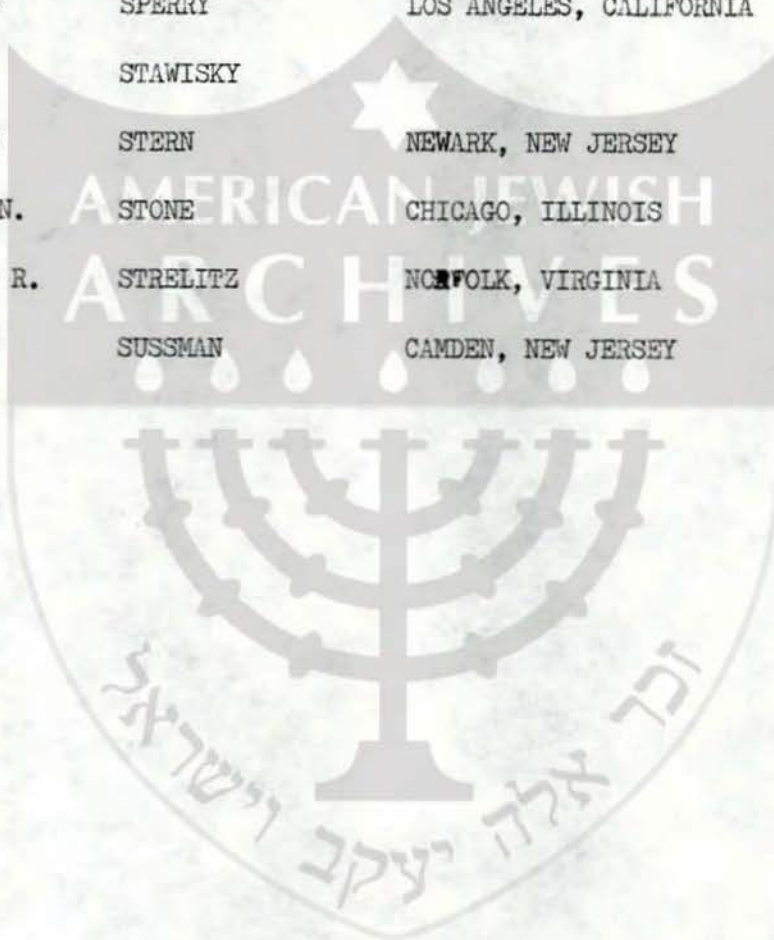 SPERRY LOS ANGELES, CALIFORNIA
STAWISKY
STERN NEWARK, NEW JERSEY
N. STONE CHICAGO, ILLINOIS
R. STRELITZ NORFOLK, VIRGINIA
SUSSMAN CAMDEN, NEW JERSEY
AMERICAN JEWISH
ARCHIVES
זכר אלה יעקב וישראל